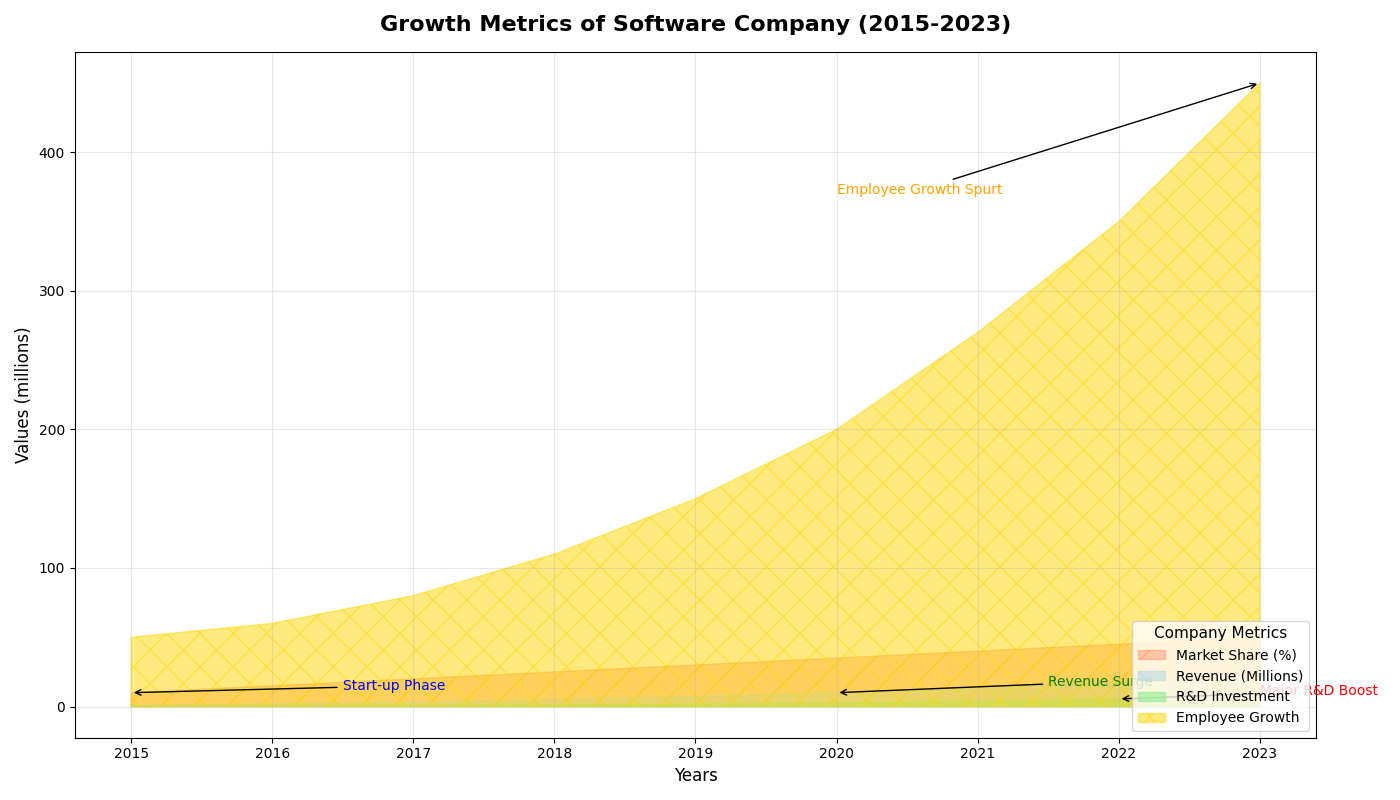 Growth Metrics of Software Company (2015-2023)
Values (millions)
400
300
200
100
0
Employee Growth Spurt
Start-up Phase
Revenue Surge
Major R&D Boost
Company Metrics
Market Share (%)
Revenue (Millions)
R&D Investment
Employee Growth
2015 2016 2017 2018 2019 2020 2021 2022 2023
Years